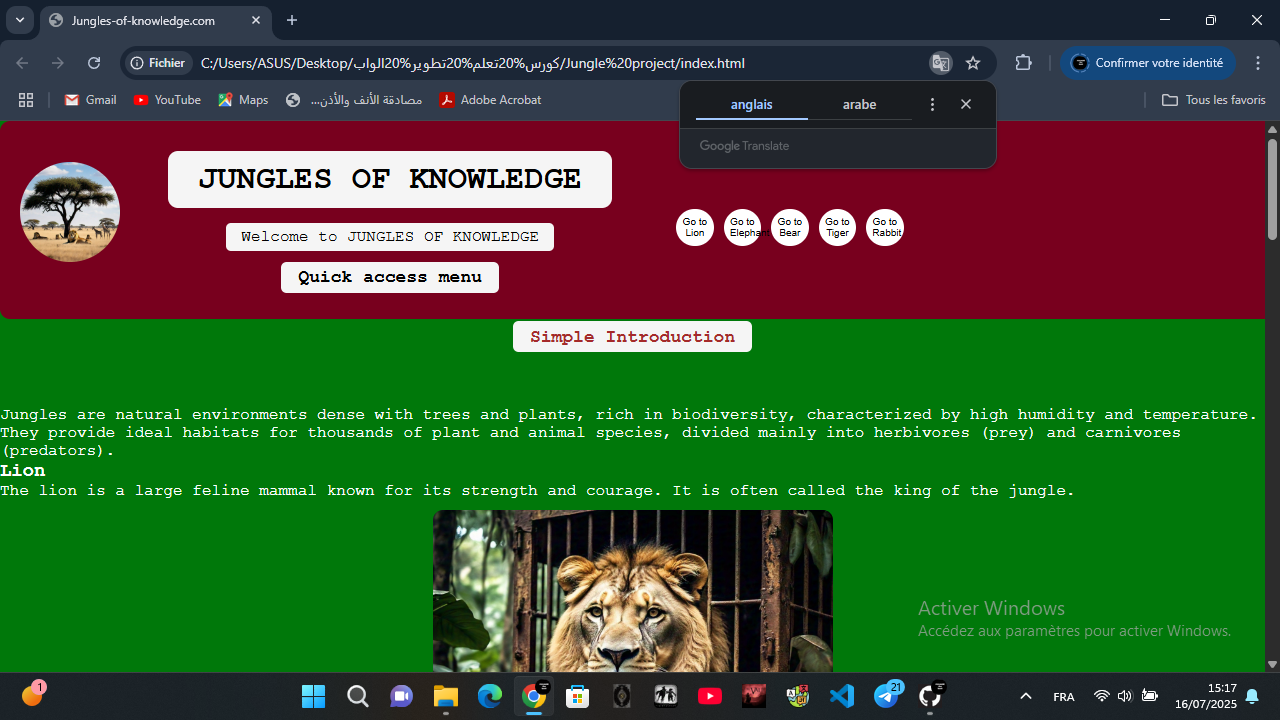 Jungles-of-knowledge.com
Fichier
C:/Users/ASUS/Desktop/كورس%20تعلم%20تطوير%20الواب/Jungle%20project/index.html
Confirmer votre identité
Gmail
YouTube
Maps
مصادقة الأنف والأذن...
Adobe Acrobat
Tous les favoris
anglais
arabe
Google Translate
JUNGLES OF KNOWLEDGE
Welcome to JUNGLES OF KNOWLEDGE
Quick access menu
Go to
Lion
Go to
Elephant
Go to
Bear
Go to
Tiger
Go to
Rabbit
Simple Introduction
Jungles are natural environments dense with trees and plants, rich in biodiversity, characterized by high humidity and temperature.
They provide ideal habitats for thousands of plant and animal species, divided mainly into herbivores (prey) and carnivores
(predators).
Lion
The lion is a large feline mammal known for its strength and courage. It is often called the king of the jungle.
Activer Windows
Accédez aux paramètres pour activer Windows.
1
21
FRA
15:17
16/07/2025